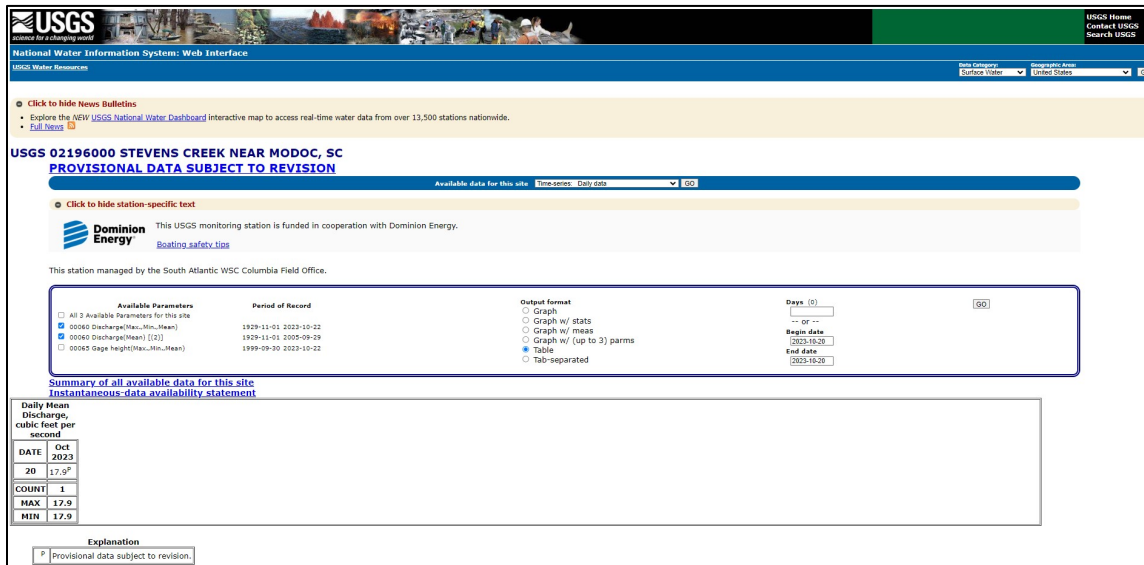 USGS
science for a changing world
USGS Home
Contact USGS
Search USGS
National Water Information System: Web Interface
USGS Water Resources
Data Category:
Geographic Area:
Surface Water
United States
Click to hide News Bulletins
Explore the NEW USGS National Water Dashboard interactive map to access real-time water data from over 13,500 stations nationwide.
Full News
USGS 02196000 STEVENS CREEK NEAR MODOC, SC
PROVISIONAL DATA SUBJECT TO REVISION
Available data for this site Time-series: Daily data GO
Click to hide station-specific text
Dominion Energy
This USGS monitoring station is funded in cooperation with Dominion Energy.
Boating safety tips
This station managed by the South Atlantic WSC Columbia Field Office.
Available Parameters Period of Record
All 3 Available Parameters for this site
00060 Discharge(Max.,Min.,Mean) 1929-11-01 2023-10-22
00060 Discharge(Mean) [(2)] 1929-11-01 2005-09-29
00065 Gage height(Max.,Min.,Mean) 1999-09-30 2023-10-22
Output format
Graph
Graph w/ stats
Graph w/ meas
Graph w/ (up to 3) parms
Table
Tab-separated
Days (0)
-- or --
Begin date
2023-10-20
End date
2023-10-20
GO
Summary of all available data for this site
Instantaneous-data availability statement
Daily Mean
Discharge,
cubic feet per
second
DATE Oct 2023
20 17.9P
COUNT 1
MAX 17.9
MIN 17.9
Explanation
P Provisional data subject to revision.